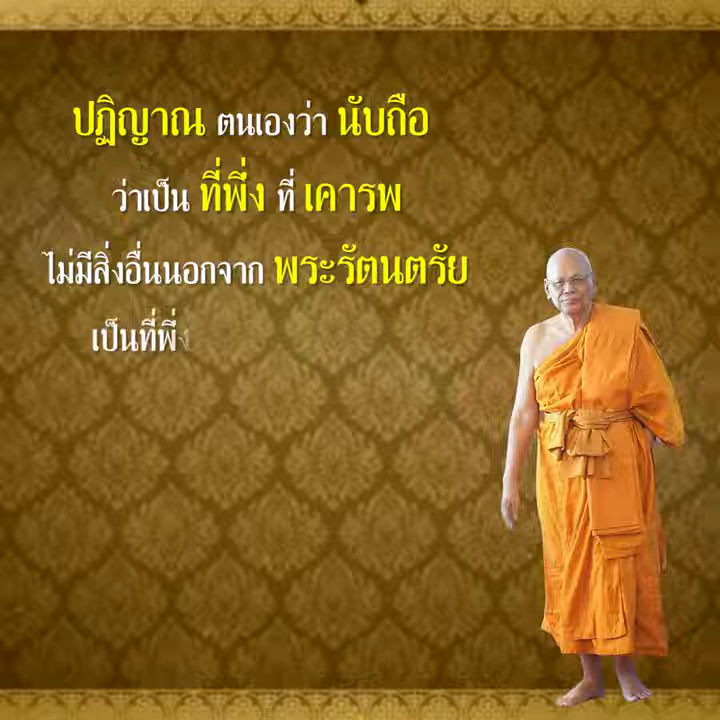 ปฏิญาณ ตนเองว่า นับถือ
ว่าเป็น ที่พึ่ง ที่ เคารพ
ไม่มีสิ่งอื่นนอกจาก พระรัตนตรัย
เป็นที่พึ่ง